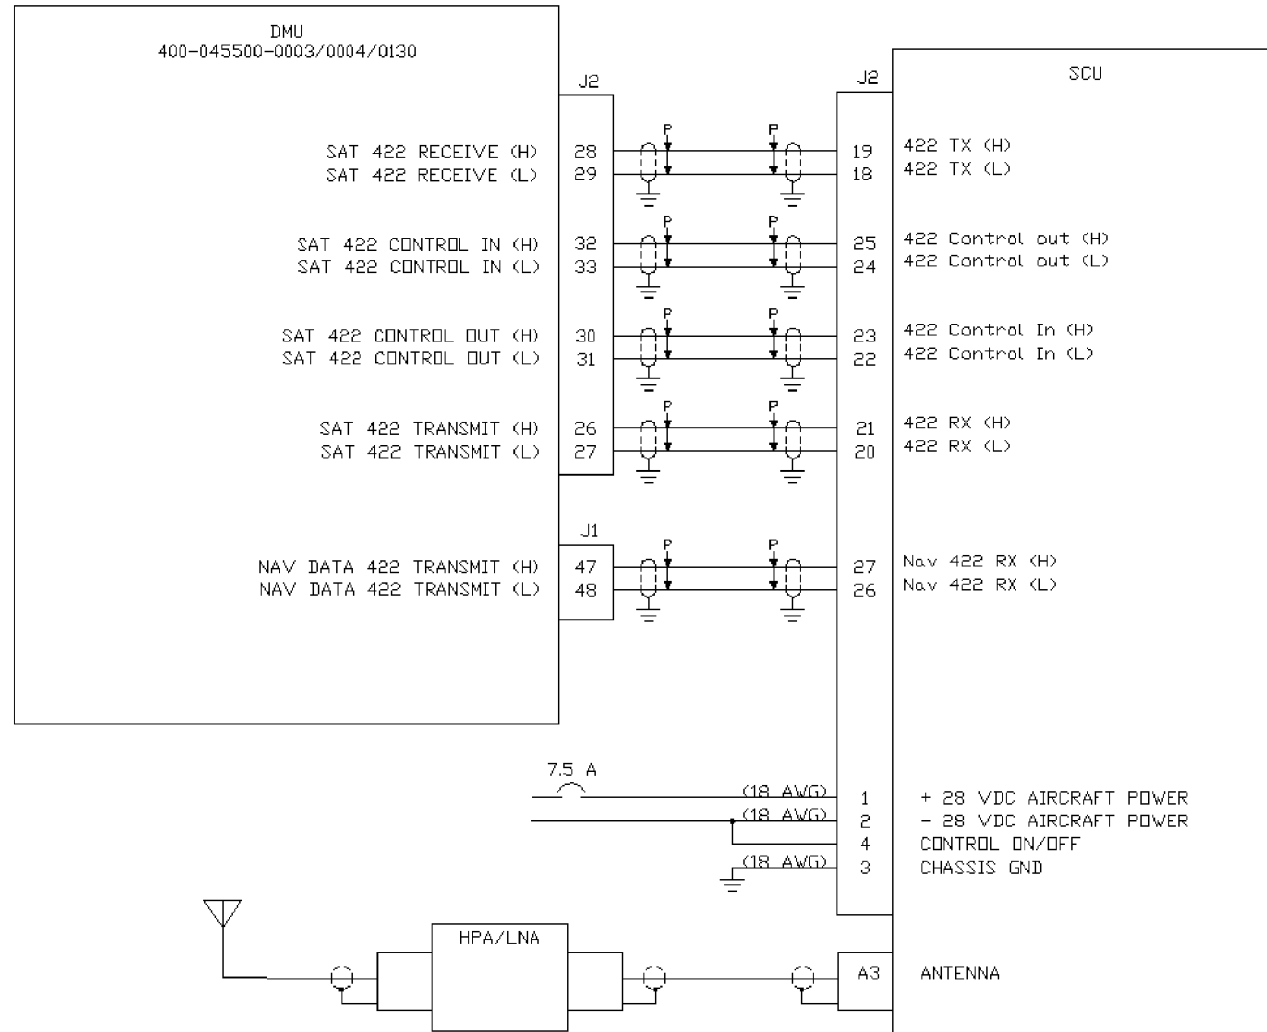 DMU
400-045500-0003/0004/0130
SCU
J2
J2
P P
SAT 422 RECEIVE (H) 28 19 422 TX (H)
SAT 422 RECEIVE (L) 29 18 422 TX (L)
P P
SAT 422 CONTROL IN (H) 32 25 422 Control out (H)
SAT 422 CONTROL IN (L) 33 24 422 Control out (L)
P P
SAT 422 CONTROL OUT (H) 30 23 422 Control In (H)
SAT 422 CONTROL OUT (L) 31 22 422 Control In (L)
P P
SAT 422 TRANSMIT (H) 26 21 422 RX (H)
SAT 422 TRANSMIT (L) 27 20 422 RX (L)
J1
P P
NAV DATA 422 TRANSMIT (H) 47 27 Nav 422 RX (H)
NAV DATA 422 TRANSMIT (L) 48 26 Nav 422 RX (L)
7.5 A
(18 AWG) 1 + 28 VDC AIRCRAFT POWER
(18 AWG) 2 - 28 VDC AIRCRAFT POWER
4 CONTROL ON/OFF
(18 AWG) 3 CHASSIS GND
HPA/LNA
A3 ANTENNA